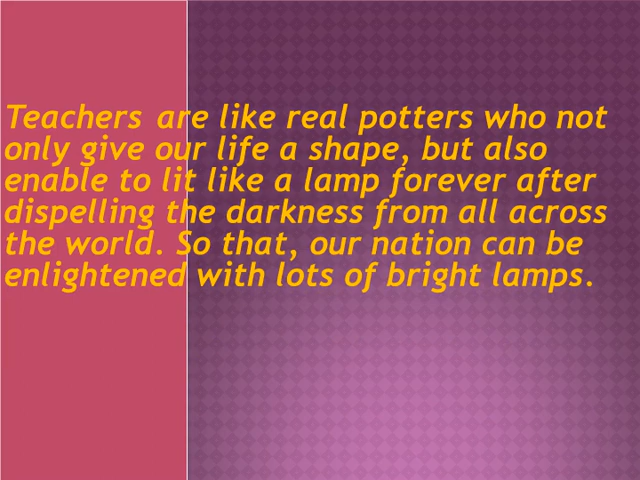 Teachers are like real potters who not
only give our life a shape, but also
enable to lit like a lamp forever after
dispelling the darkness from all across
the world. So that, our nation can be
enlightened with lots of bright lamps.